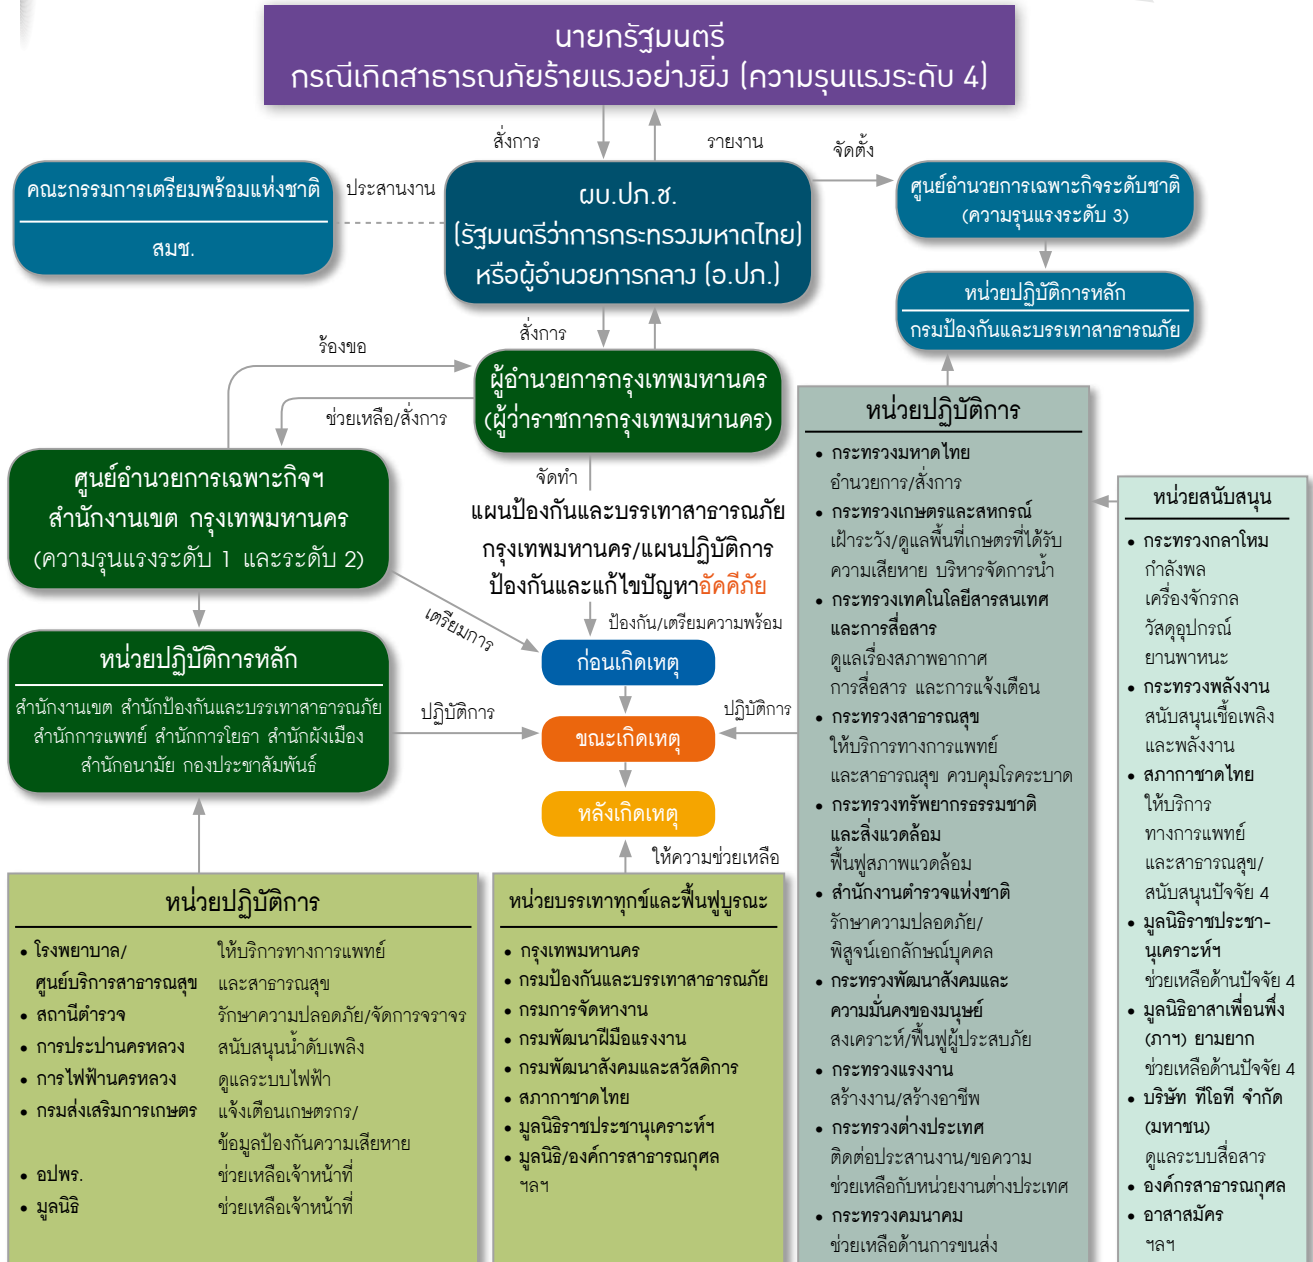 นายกรัฐมนตรี
กรณีเกิดสาธารณภัยร้ายแรงอย่างยิ่ง (ความรุนแรงระดับ 4)
สั่งการ
รายงาน
จัดตั้ง
คณะกรรมการเตรียมพร้อมแห่งชาติ
สมช.
ประสานงาน
ผบ.ปภ.ช.
(รัฐมนตรีว่าการกระทรวงมหาดไทย)
หรือผู้อำนวยการกลาง (อ.ปภ.)
ศูนย์อำนวยการเฉพาะกิจระดับชาติ
(ความรุนแรงระดับ 3)
หน่วยปฏิบัติการหลัก
กรมป้องกันและบรรเทาสาธารณภัย
สั่งการ
ร้องขอ
ช่วยเหลือ/สั่งการ
ผู้อำนวยการกรุงเทพมหานคร
(ผู้ว่าราชการกรุงเทพมหานคร)
ศูนย์อำนวยการเฉพาะกิจฯ
สำนักงานเขต กรุงเทพมหานคร
(ความรุนแรงระดับ 1 และระดับ 2)
จัดทำ
แผนป้องกันและบรรเทาสาธารณภัย
กรุงเทพมหานคร/แผนปฏิบัติการ
ป้องกันและแก้ไขปัญหาอัคคีภัย
เตรียมการ
ป้องกัน/เตรียมความพร้อม
ก่อนเกิดเหตุ
ขณะเกิดเหตุ
หลังเกิดเหตุ
ปฏิบัติการ
ปฏิบัติการ
ให้ความช่วยเหลือ
หน่วยปฏิบัติการหลัก
สำนักงานเขต สำนักป้องกันและบรรเทาสาธารณภัย
สำนักการแพทย์ สำนักการโยธา สำนักผังเมือง
สำนักอนามัย กองประชาสัมพันธ์
หน่วยปฏิบัติการ
• โรงพยาบาล/ ให้บริการทางการแพทย์
ศูนย์บริการสาธารณสุข และสาธารณสุข
• สถานีตำรวจ รักษาความปลอดภัย/จัดการจราจร
• การประปานครหลวง สนับสนุนน้ำดับเพลิง
• การไฟฟ้านครหลวง ดูแลระบบไฟฟ้า
• กรมส่งเสริมการเกษตร แจ้งเตือนเกษตรกร/
ข้อมูลป้องกันความเสียหาย
• อปพร. ช่วยเหลือเจ้าหน้าที่
• มูลนิธิ ช่วยเหลือเจ้าหน้าที่
หน่วยบรรเทาทุกข์และฟื้นฟูบูรณะ
• กรุงเทพมหานคร
• กรมป้องกันและบรรเทาสาธารณภัย
• กรมการจัดหางาน
• กรมพัฒนาฝีมือแรงงาน
• กรมพัฒนาสังคมและสวัสดิการ
• สภากาชาดไทย
• มูลนิธิราชประชานุเคราะห์ฯ
• มูลนิธิ/องค์การสาธารณกุศล
ฯลฯ
หน่วยปฏิบัติการ
• กระทรวงมหาดไทย
อำนวยการ/สั่งการ
• กระทรวงเกษตรและสหกรณ์
เฝ้าระวัง/ดูแลพื้นที่เกษตรที่ได้รับ
ความเสียหาย บริหารจัดการน้ำ
• กระทรวงเทคโนโลยีสารสนเทศ
และการสื่อสาร
ดูแลเรื่องสภาพอากาศ
การสื่อสาร และการแจ้งเตือน
• กระทรวงสาธารณสุข
ให้บริการทางการแพทย์
และสาธารณสุข ควบคุมโรคระบาด
• กระทรวงทรัพยากรธรรมชาติ
และสิ่งแวดล้อม
ฟื้นฟูสภาพแวดล้อม
• สำนักงานตำรวจแห่งชาติ
รักษาความปลอดภัย/
พิสูจน์เอกลักษณ์บุคคล
• กระทรวงพัฒนาสังคมและ
ความมั่นคงของมนุษย์
สงเคราะห์/ฟื้นฟูผู้ประสบภัย
• กระทรวงแรงงาน
สร้างงาน/สร้างอาชีพ
• กระทรวงต่างประเทศ
ติดต่อประสานงาน/ขอความ
ช่วยเหลือกับหน่วยงานต่างประเทศ
• กระทรวงคมนาคม
ช่วยเหลือด้านการขนส่ง
หน่วยสนับสนุน
• กระทรวงกลาโหม
กำลังพล
เครื่องจักรกล
วัสดุอุปกรณ์
ยานพาหนะ
• กระทรวงพลังงาน
สนับสนุนเชื้อเพลิง
และพลังงาน
• สภากาชาดไทย
ให้บริการ
ทางการแพทย์
และสาธารณสุข/
สนับสนุนปัจจัย 4
• มูลนิธิราชประชา-
นุเคราะห์ฯ
ช่วยเหลือด้านปัจจัย 4
• มูลนิธิอาสาเพื่อนพึ่ง
(ภาฯ) ยามยาก
ช่วยเหลือด้านปัจจัย 4
• บริษัท ทีโอที จำกัด
(มหาชน)
ดูแลระบบสื่อสาร
• องค์กรสาธารณกุศล
• อาสาสมัคร
ฯลฯ